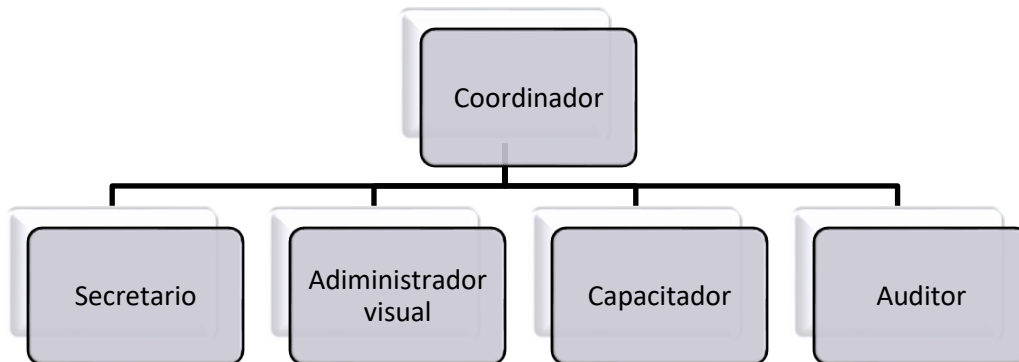 Coordinador
Secretario
Adiministrador
visual
Capacitador
Auditor